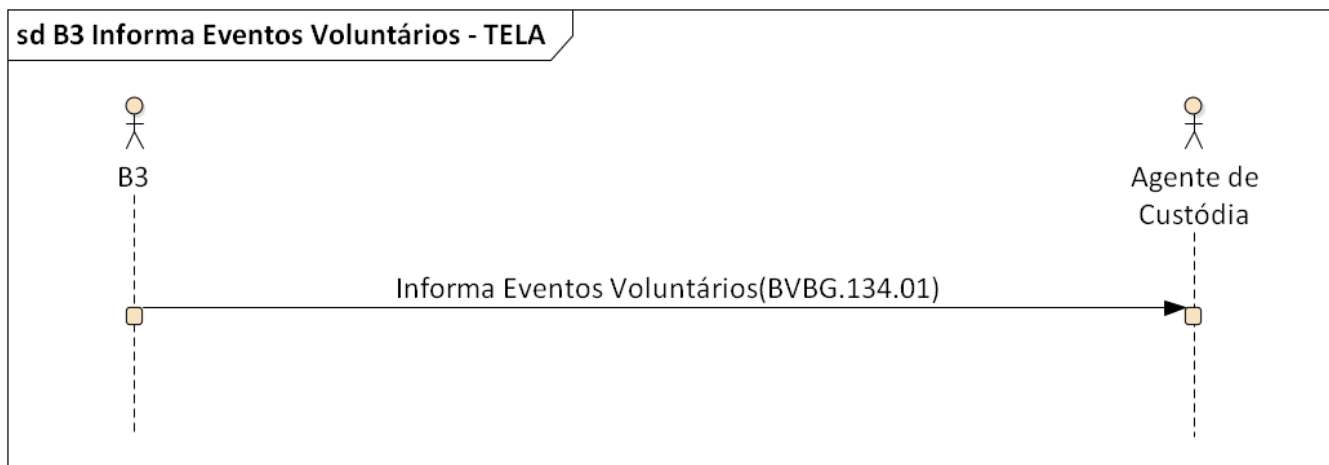 sd B3 Informa Eventos Voluntários - TELA
B3
Agente de
Custódia
Informa Eventos Voluntários(BVBG.134.01)